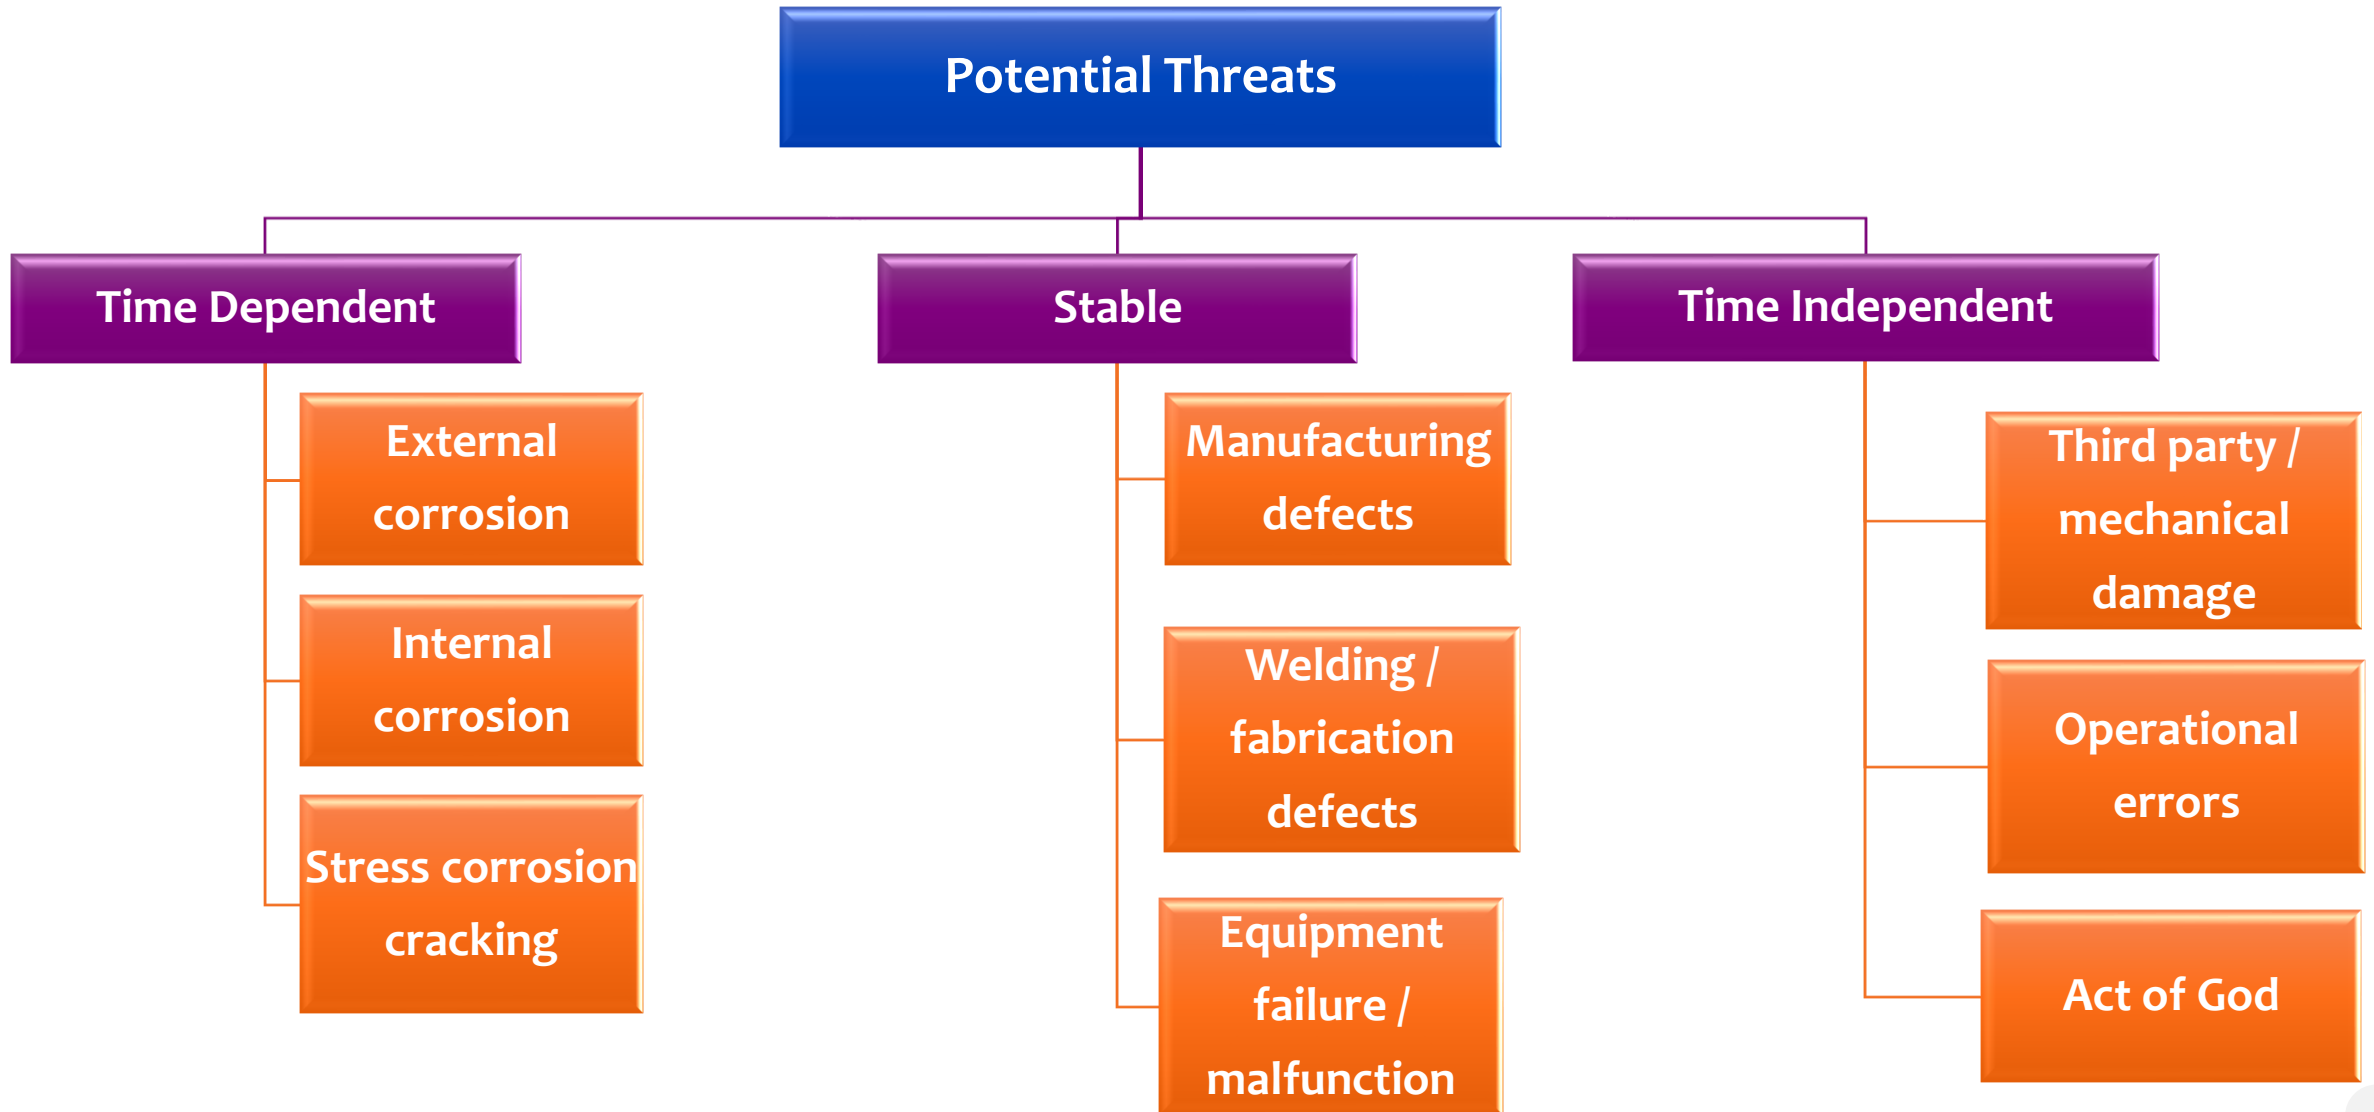 Potential Threats
Time Dependent
Stable
Time Independent
External
corrosion
Internal
corrosion
Stress corrosion
cracking
Manufacturing
defects
Welding /
fabrication
defects
Equipment
failure /
malfunction
Third party /
mechanical
damage
Operational
errors
Act of God